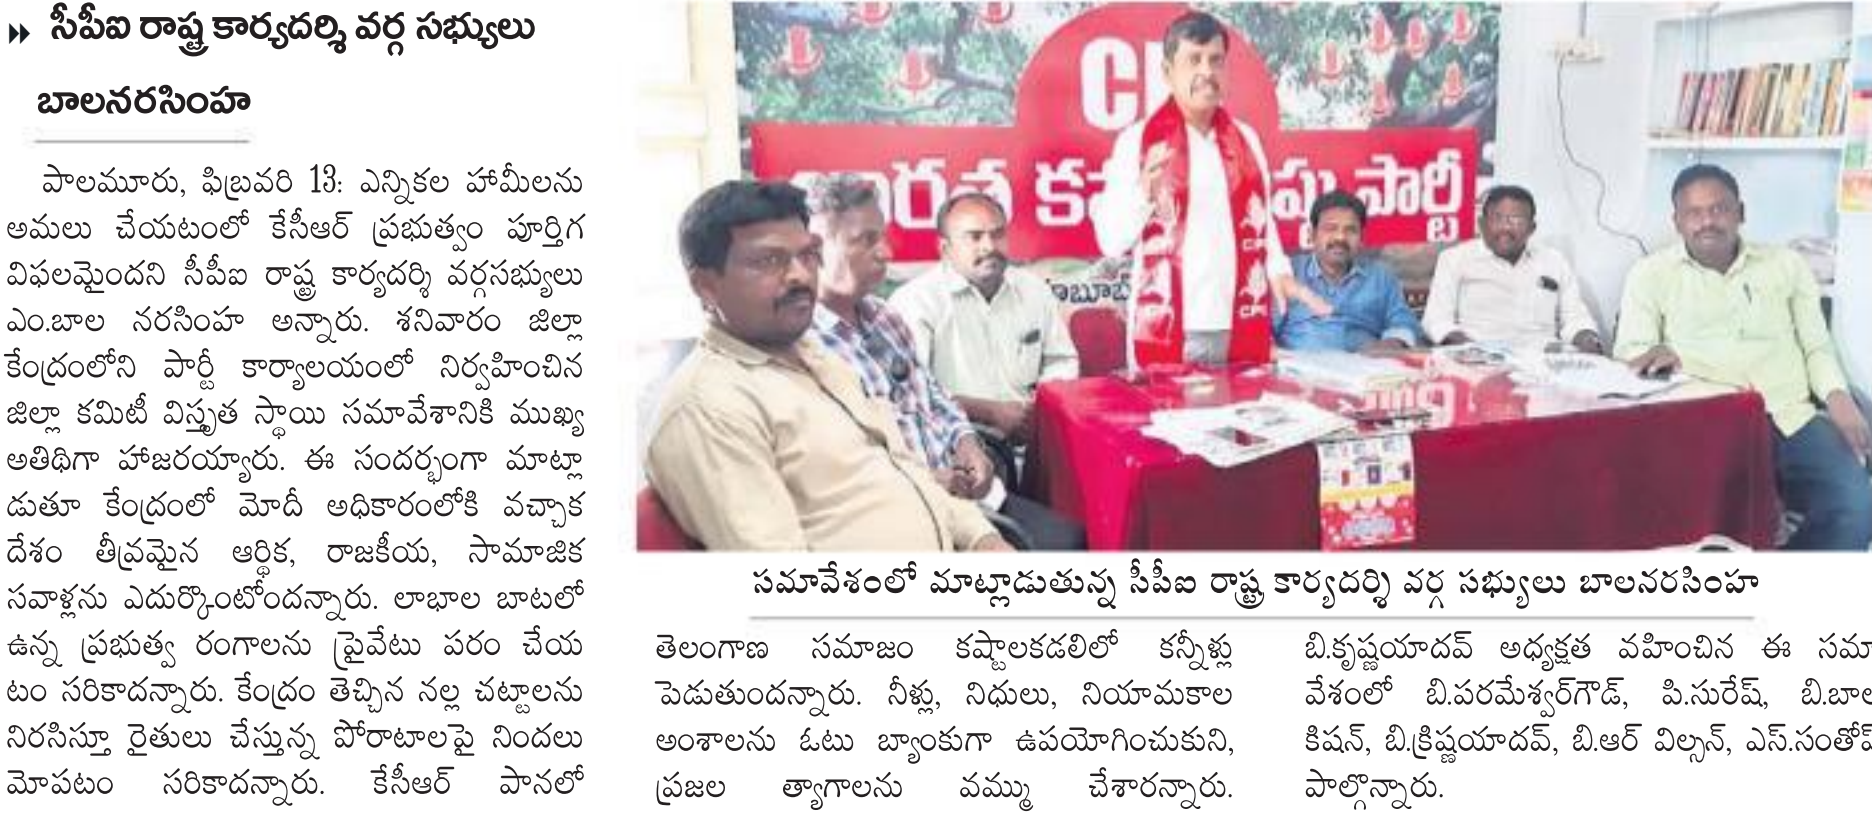 సీపీఐ రాష్ట్ర కార్యదర్శి వర్గ సభ్యులు
బాలనరసింహ
పాలమూరు, ఫిబ్రవరి 13: ఎన్నికల హామీలను
అమలు చేయటంలో కేసీఆర్ ప్రభుత్వం పూర్తిగ
విఫలమైందని సీపీఐ రాష్ట్ర కార్యదర్శి వర్గసభ్యులు
ఎం.బాల నరసింహ అన్నారు. శనివారం జిల్లా
కేంద్రంలోని పార్టీ కార్యాలయంలో నిర్వహించిన
జిల్లా కమిటీ విస్తృత స్థాయి సమావేశానికి ముఖ్య
అతిథిగా హాజరయ్యారు. ఈ సందర్భంగా మాట్లా
డుతూ కేంద్రంలో మోదీ అధికారంలోకి వచ్చాక
దేశం తీవ్రమైన ఆర్థిక, రాజకీయ, సామాజిక
సవాళ్లను ఎదుర్కొంటోందన్నారు. లాభాల బాటలో
ఉన్న ప్రభుత్వ రంగాలను ప్రైవేటు పరం చేయ
టం సరికాదన్నారు. కేంద్రం తెచ్చిన నల్ల చట్టాలను
నిరసిస్తూ రైతులు చేస్తున్న పోరాటాలపై నిందలు
మోపటం సరికాదన్నారు. కేసీఆర్ పానలో
భారత కమ్యూనిస్టు పార్టీ
CPI
సమావేశంలో మాట్లాడుతున్న సీపీఐ రాష్ట్ర కార్యదర్శి వర్గ సభ్యులు బాలనరసింహ
తెలంగాణ సమాజం కష్టాలకడలిలో కన్నీళ్లు
పెడుతుందన్నారు. నీళ్లు, నిధులు, నియామకాల
అంశాలను ఓటు బ్యాంకుగా ఉపయోగించుకుని,
ప్రజల త్యాగాలను వమ్ము చేశారన్నారు.
బి.కృష్ణయాదవ్ అధ్యక్షత వహించిన ఈ సమా
వేశంలో బి.పరమేశ్వర్‌గౌడ్, పి.సురేష్, బి.బాల
కిషన్, బి.క్రిష్ణయాదవ్, బి.ఆర్ విల్సన్, ఎస్.సంతోష్
పాల్గొన్నారు.